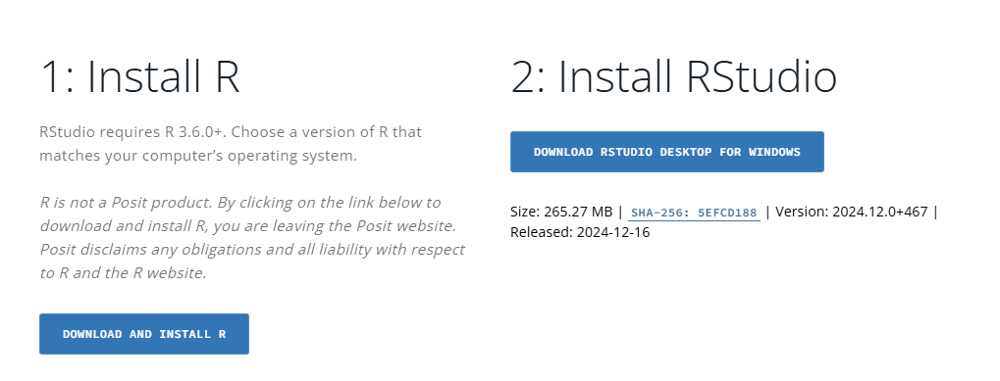 1: Install R
RStudio requires R 3.6.0+. Choose a version of R that
matches your computer’s operating system.
R is not a Posit product. By clicking on the link below to
download and install R, you are leaving the Posit website.
Posit disclaims any obligations and all liability with respect
to R and the R website.
DOWNLOAD AND INSTALL R
2: Install RStudio
DOWNLOAD RSTUDIO DESKTOP FOR WINDOWS
Size: 265.27 MB | SHA-256: 5EFCD188 | Version: 2024.12.0+467 |
Released: 2024-12-16